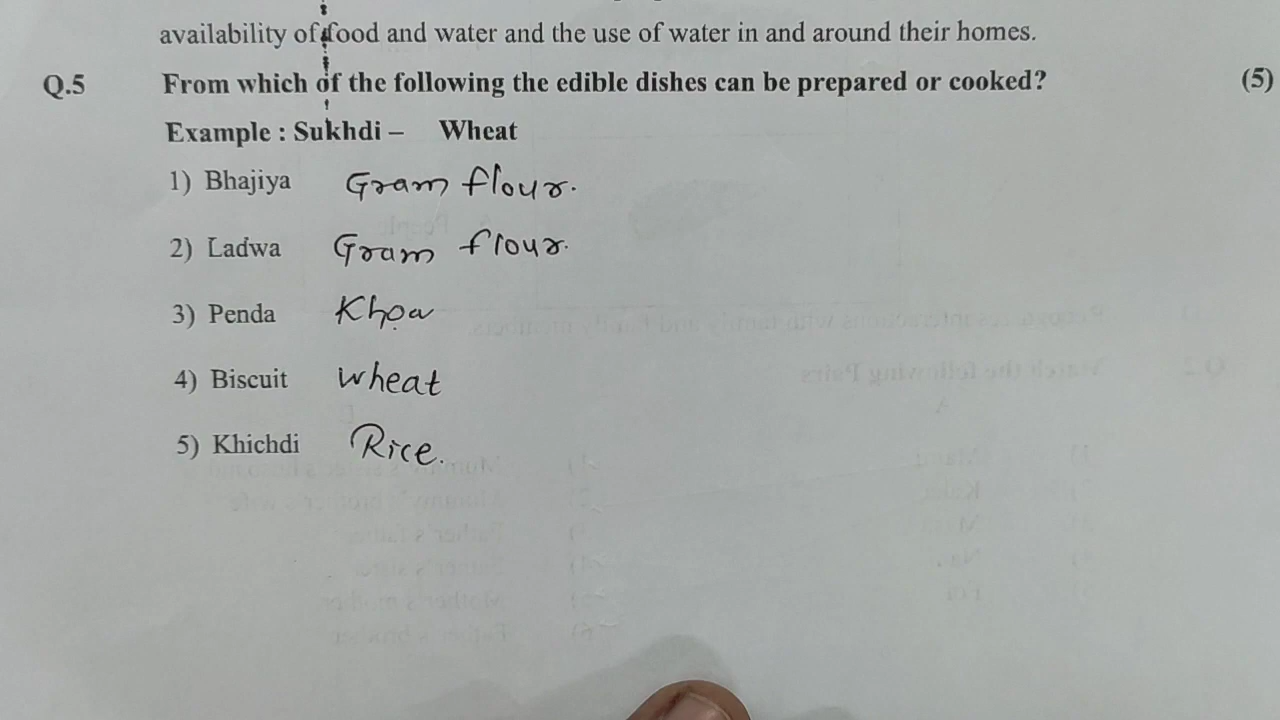 availability of food and water and the use of water in and around their homes.
Q.5 From which of the following the edible dishes can be prepared or cooked? (5)
Example : Sukhdi – Wheat
1) Bhajiya Gram flour.
2) Ladwa Gram flour.
3) Penda Khoa
4) Biscuit wheat
5) Khichdi Rice.